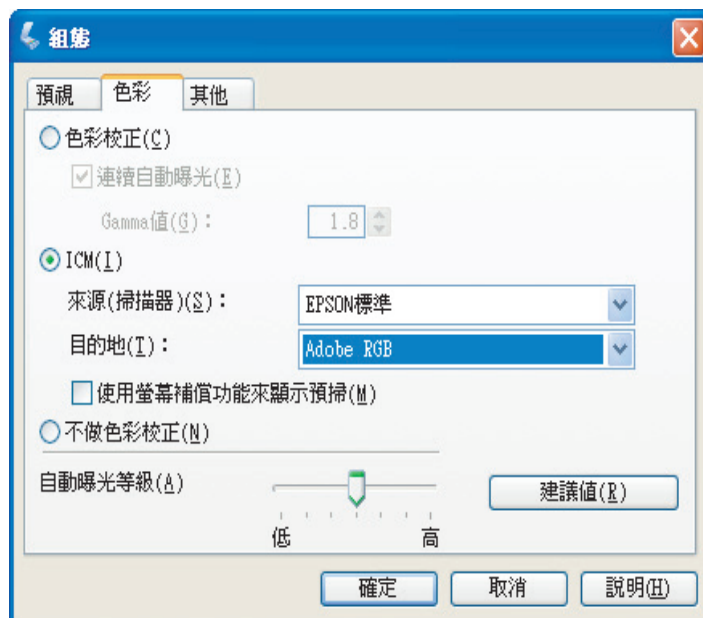 組態
預視 色彩 其他
色彩校正(C)
連續自動曝光(E)
Gamma值(G)： 1.8
ICM(I)
來源(掃描器)(S)： EPSON標準
目的地(T)： Adobe RGB
使用螢幕補償功能來顯示預掃(M)
不做色彩校正(N)
自動曝光等級(A) 建議值(R)
低 高
確定 取消 說明(H)